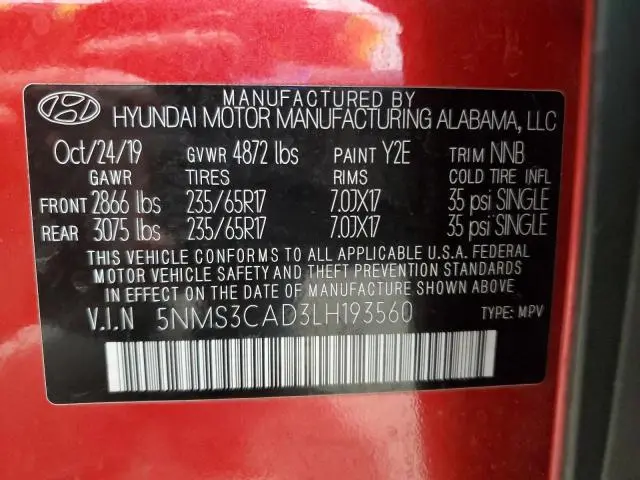 MANUFACTURED BY
HYUNDAI MOTOR MANUFACTURING ALABAMA, LLC
Oct/24/19 GVWR 4872 lbs PAINT Y2E TRIM NNB
GAWR TIRES RIMS COLD TIRE INFL
FRONT 2866 lbs 235/65R17 7.0JX17 35 psi SINGLE
REAR 3075 lbs 235/65R17 7.0JX17 35 psi SINGLE
THIS VEHICLE CONFORMS TO ALL APPLICABLE U.S.A. FEDERAL
MOTOR VEHICLE SAFETY AND THEFT PREVENTION STANDARDS
IN EFFECT ON THE DATE OF MANUFACTURE SHOWN ABOVE
V.I.N 5NMS3CAD3LH193560 TYPE: MPV